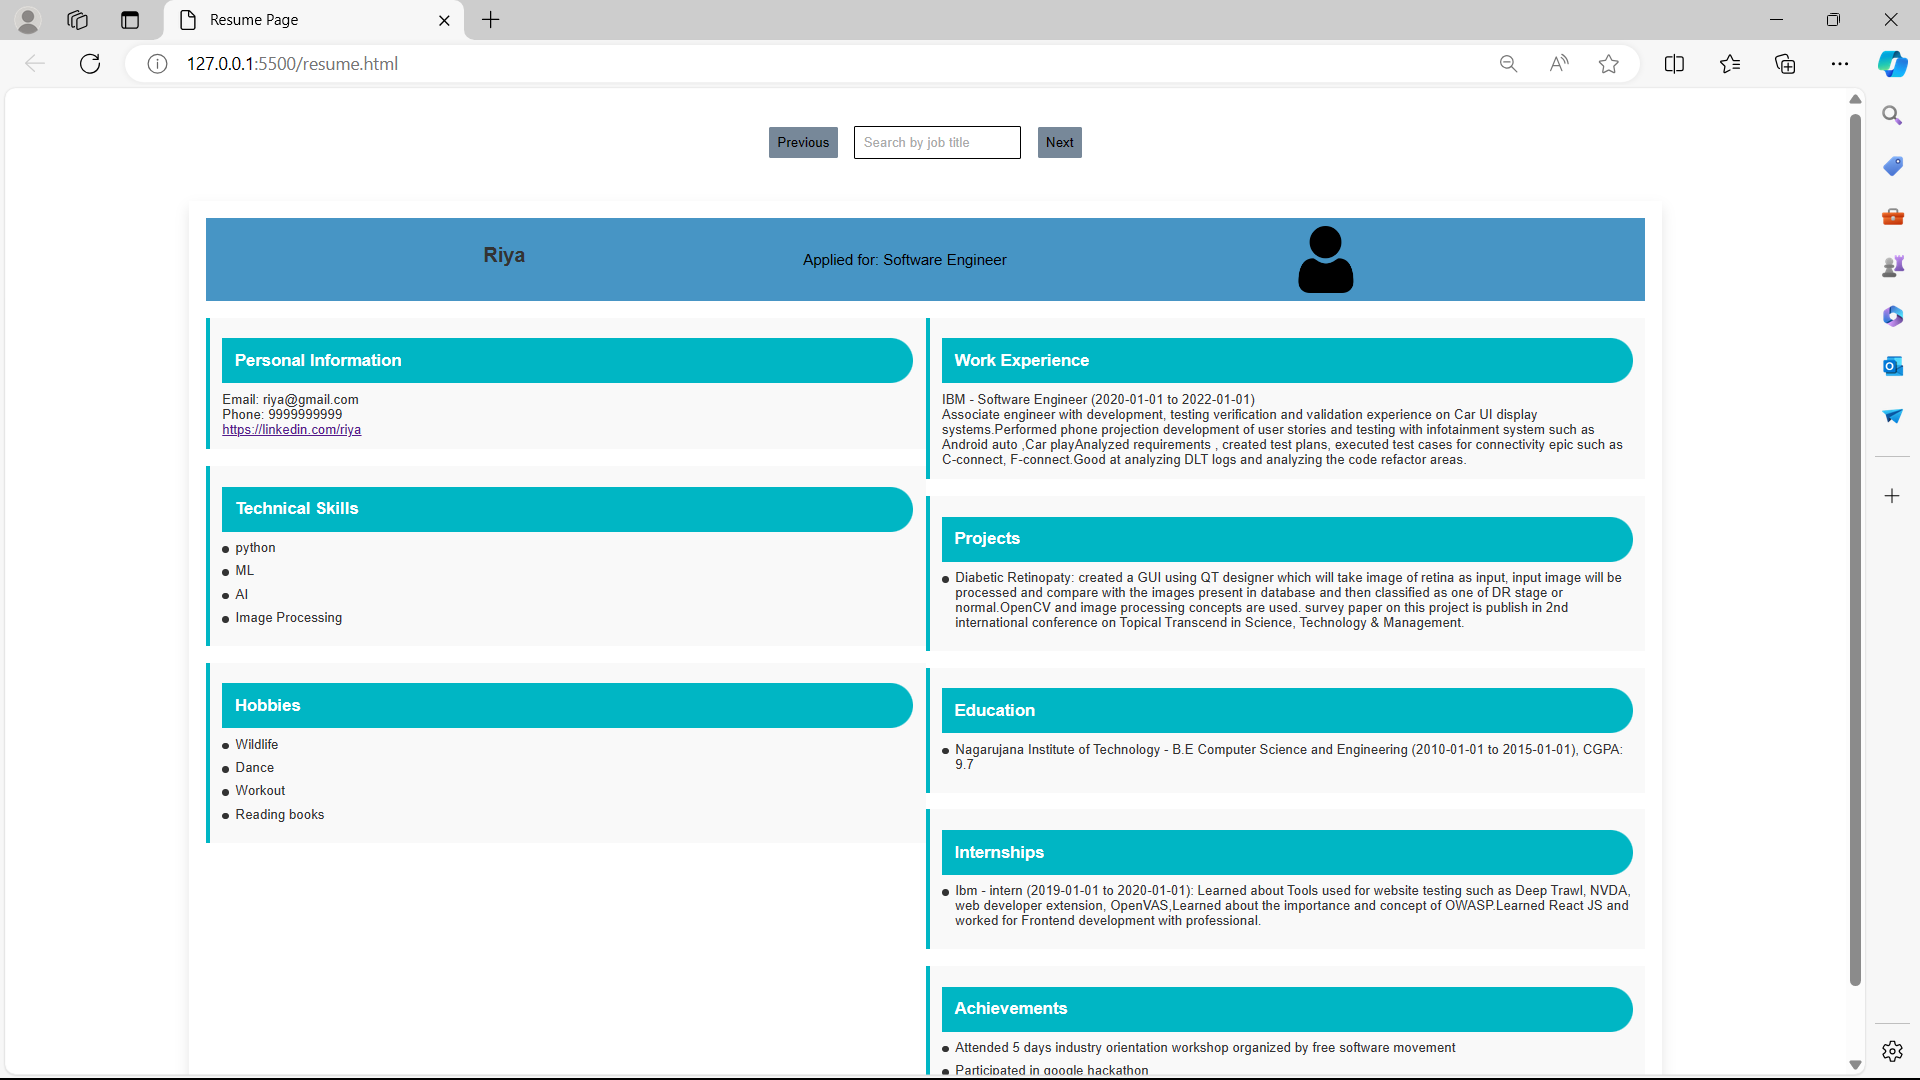 Resume Page
127.0.0.1:5500/resume.html
Previous
Search by job title
Next
Riya
Applied for: Software Engineer
Personal Information
Email: riya@gmail.com
Phone: 9999999999
https://linkedin.com/riya
Technical Skills
python
ML
AI
Image Processing
Hobbies
Wildlife
Dance
Workout
Reading books
Work Experience
IBM - Software Engineer (2020-01-01 to 2022-01-01)
Associate engineer with development, testing verification and validation experience on Car UI display
systems.Performed phone projection development of user stories and testing with infotainment system such as
Android auto ,Car playAnalyzed requirements , created test plans, executed test cases for connectivity epic such as
C-connect, F-connect.Good at analyzing DLT logs and analyzing the code refactor areas.
Projects
Diabetic Retinopaty: created a GUI using QT designer which will take image of retina as input, input image will be
processed and compare with the images present in database and then classified as one of DR stage or
normal.OpenCV and image processing concepts are used. survey paper on this project is publish in 2nd
international conference on Topical Transcend in Science, Technology & Management.
Education
Nagarujana Institute of Technology - B.E Computer Science and Engineering (2010-01-01 to 2015-01-01), CGPA:
9.7
Internships
Ibm - intern (2019-01-01 to 2020-01-01): Learned about Tools used for website testing such as Deep Trawl, NVDA,
web developer extension, OpenVAS,Learned about the importance and concept of OWASP.Learned React JS and
worked for Frontend development with professional.
Achievements
Attended 5 days industry orientation workshop organized by free software movement
Participated in google hackathon